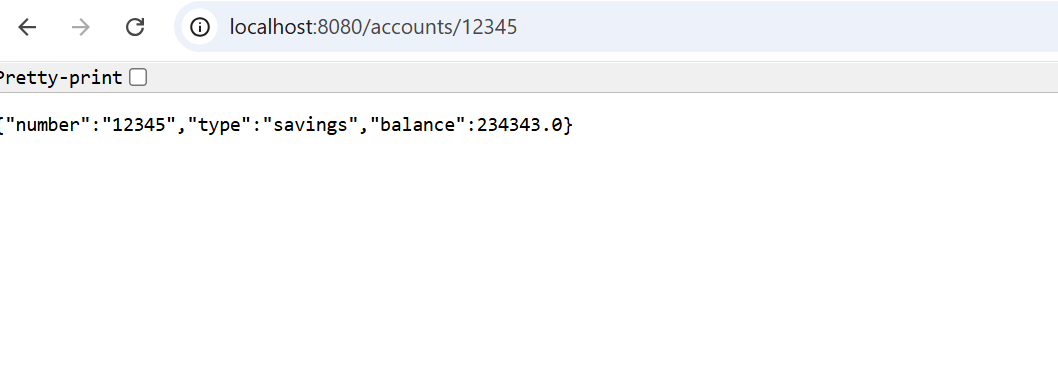 localhost:8080/accounts/12345
Pretty-print
{"number":"12345","type":"savings","balance":234343.0}